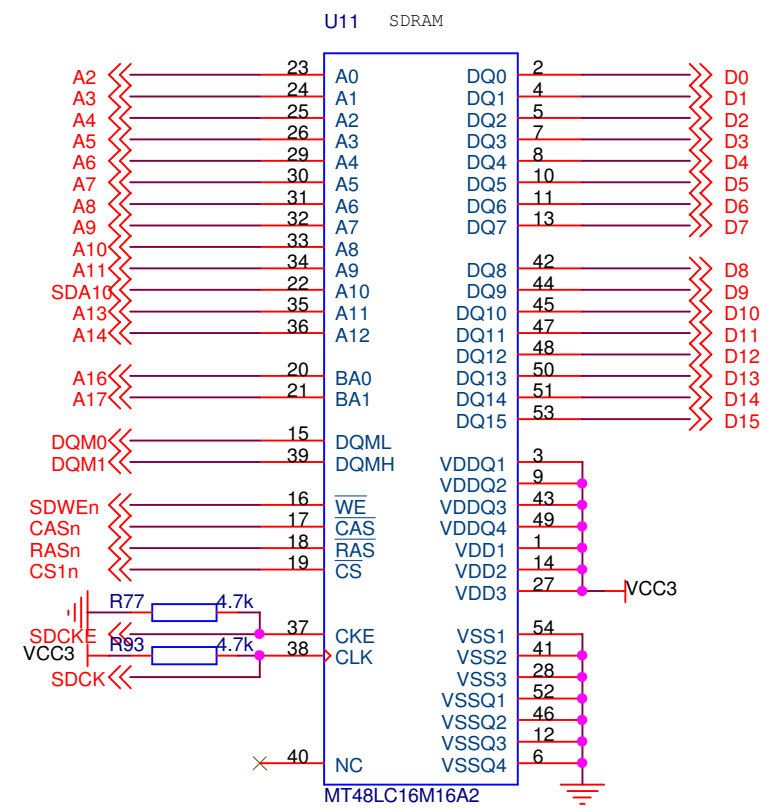 U11 SDRAM
A2 23 A0 DQ0 2 D0
A3 24 A1 DQ1 4 D1
A4 25 A2 DQ2 5 D2
A5 26 A3 DQ3 7 D3
A6 29 A4 DQ4 8 D4
A7 30 A5 DQ5 10 D5
A8 31 A6 DQ6 11 D6
A9 32 A7 DQ7 13 D7
A10 33 A8
A11 34 A9 DQ8 42 D8
SDA10 22 A10 DQ9 44 D9
A13 35 A11 DQ10 45 D10
A14 36 A12 DQ11 47 D11
DQ12 48 D12
A16 20 BA0 DQ13 50 D13
A17 21 BA1 DQ14 51 D14
DQ15 53 D15
DQM0 15 DQML
DQM1 39 DQMH VDDQ1 3
VDDQ2 9
SDWEn 16 WE VDDQ3 43
CASn 17 CAS VDDQ4 49
RASn 18 RAS VDD1 1
CS1n 19 CS VDD2 14
VDD3 27 VCC3
R77 4.7k
SDCKE 37 CKE VSS1 54
VCC3 R93 4.7k 38 CLK VSS2 41
SDCK VSS3 28
VSSQ1 52
VSSQ2 46
VSSQ3 12
40 NC VSSQ4 6
MT48LC16M16A2